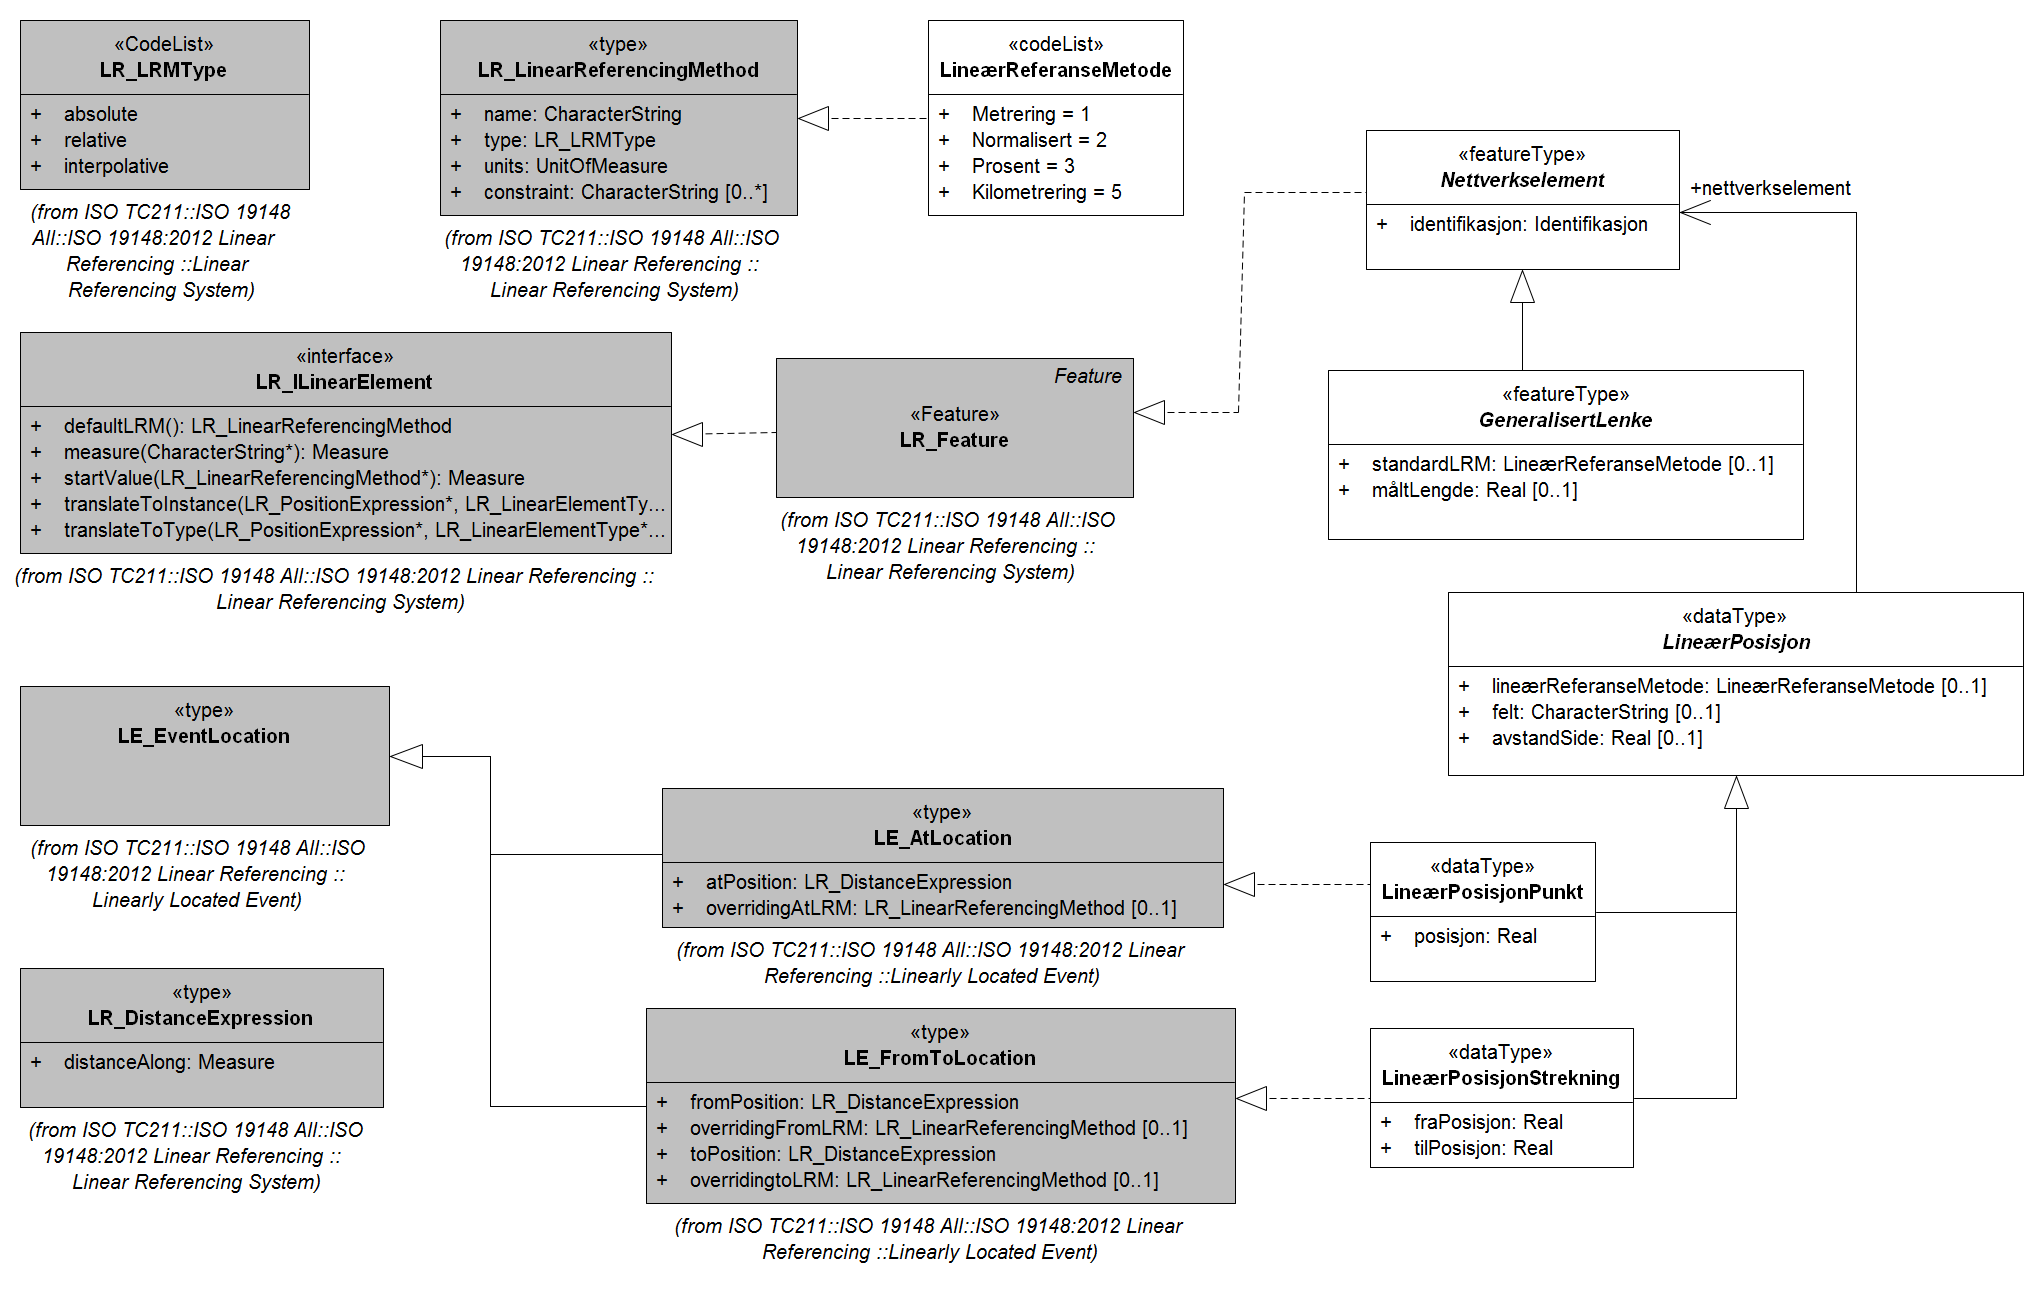 «CodeList»
LR_LRMType
+ absolute
+ relative
+ interpolative
(from ISO TC211::ISO 19148
All::ISO 19148:2012 Linear
Referencing ::Linear
Referencing System)
«type»
LR_LinearReferencingMethod
+ name: CharacterString
+ type: LR_LRMType
+ units: UnitOfMeasure
+ constraint: CharacterString [0..*]
(from ISO TC211::ISO 19148 All::ISO
19148:2012 Linear Referencing ::
Linear Referencing System)
«codeList»
LineærReferanseMetode
+ Metrering = 1
+ Normalisert = 2
+ Prosent = 3
+ Kilometrering = 5
«featureType»
Nettverkselement
+ identifikasjon: Identifikasjon
+nettverkselement
«interface»
LR_ILinearElement
+ defaultLRM(): LR_LinearReferencingMethod
+ measure(CharacterString*): Measure
+ startValue(LR_LinearReferencingMethod*): Measure
+ translateToInstance(LR_PositionExpression*, LR_LinearElementTy...
+ translateToType(LR_PositionExpression*, LR_LinearElementType*...
(from ISO TC211::ISO 19148 All::ISO 19148:2012 Linear Referencing ::
Linear Referencing System)
Feature
«Feature»
LR_Feature
(from ISO TC211::ISO 19148 All::ISO
19148:2012 Linear Referencing ::
Linear Referencing System)
«featureType»
GeneralisertLenke
+ standardLRM: LineærReferanseMetode [0..1]
+ måltLengde: Real [0..1]
«dataType»
LineærPosisjon
+ lineærReferanseMetode: LineærReferanseMetode [0..1]
+ felt: CharacterString [0..1]
+ avstandSide: Real [0..1]
«type»
LE_EventLocation
(from ISO TC211::ISO 19148 All::ISO
19148:2012 Linear Referencing ::
Linearly Located Event)
«type»
LE_AtLocation
+ atPosition: LR_DistanceExpression
+ overridingAtLRM: LR_LinearReferencingMethod [0..1]
(from ISO TC211::ISO 19148 All::ISO 19148:2012 Linear
Referencing ::Linearly Located Event)
«dataType»
LineærPosisjonPunkt
+ posisjon: Real
«type»
LR_DistanceExpression
+ distanceAlong: Measure
(from ISO TC211::ISO 19148 All::ISO
19148:2012 Linear Referencing ::
Linear Referencing System)
«type»
LE_FromToLocation
+ fromPosition: LR_DistanceExpression
+ overridingFromLRM: LR_LinearReferencingMethod [0..1]
+ toPosition: LR_DistanceExpression
+ overridingtoLRM: LR_LinearReferencingMethod [0..1]
(from ISO TC211::ISO 19148 All::ISO 19148:2012 Linear
Referencing ::Linearly Located Event)
«dataType»
LineærPosisjonStrekning
+ fraPosisjon: Real
+ tilPosisjon: Real